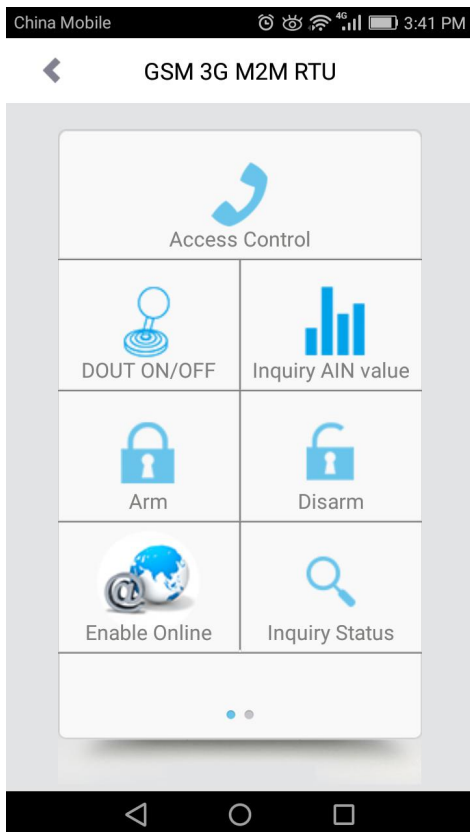 China Mobile 4G 3:41 PM
GSM 3G M2M RTU
Access Control
DOUT ON/OFF Inquiry AIN value
Arm Disarm
@
Enable Online Inquiry Status